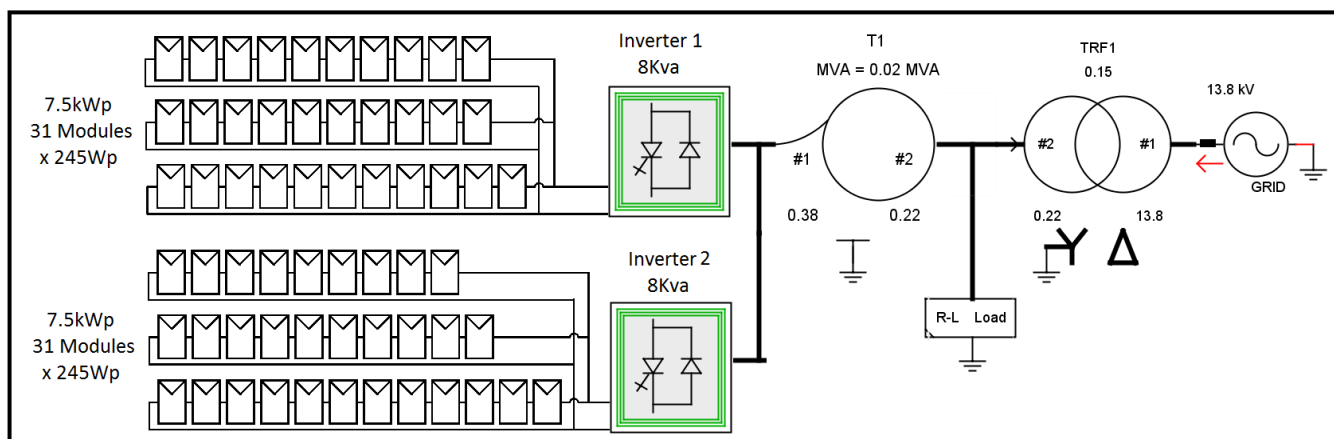 7.5kWp
31 Modules
x 245Wp
Inverter 1
8Kva
T1
MVA = 0.02 MVA
#1
#2
0.38
0.22
TRF1
0.15
#2
#1
0.22
13.8
13.8 kV
GRID
R-L Load
7.5kWp
31 Modules
x 245Wp
Inverter 2
8Kva